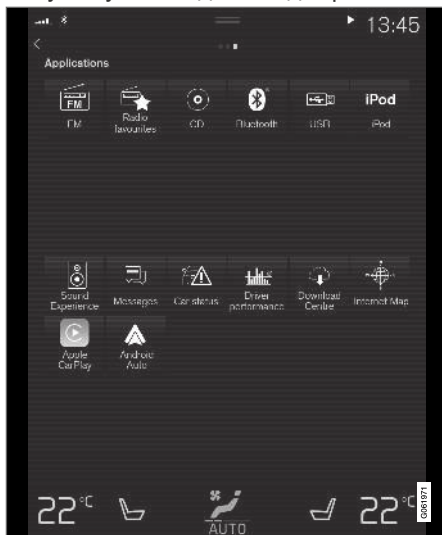 13:45
Applications
FM
iPod
FM
Radio favourites
CD
Bluetooth
USB
iPod
Sound Experience
Messages
Car status
Driver performance
Download Centre
Internet Map
Apple CarPlay
Android Auto
22°C
AUTO
22°C
G061971